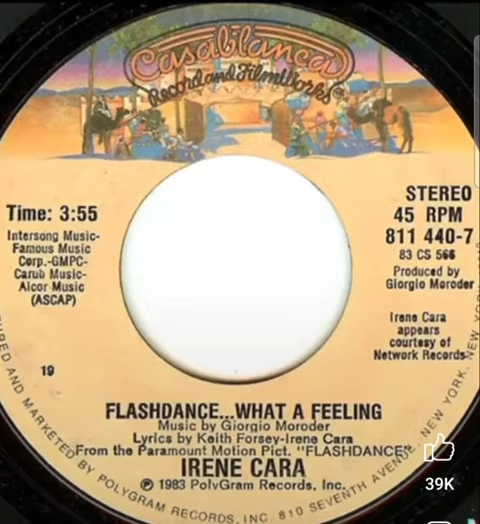 Casablanca
Record and FilmWorks
Time: 3:55
Intersong Music-
Famous Music
Corp.-GMPC-
Carub Music-
Alcor Music
(ASCAP)
19
STEREO
45 RPM
811 440-7
83 CS 566
Produced by
Giorgio Moroder
Irene Cara
appears
courtesy of
Network Records
FLASHDANCE...WHAT A FEELING
Music by Giorgio Moroder
Lyrics by Keith Forsey-Irene Cara
From the Paramount Motion Pict. "FLASHDANCE"
IRENE CARA
℗ 1983 PolyGram Records, Inc.
AND MARKETED BY POLYGRAM RECORDS, INC. 810 SEVENTH AVENUE, NEW YORK, NEW
39K